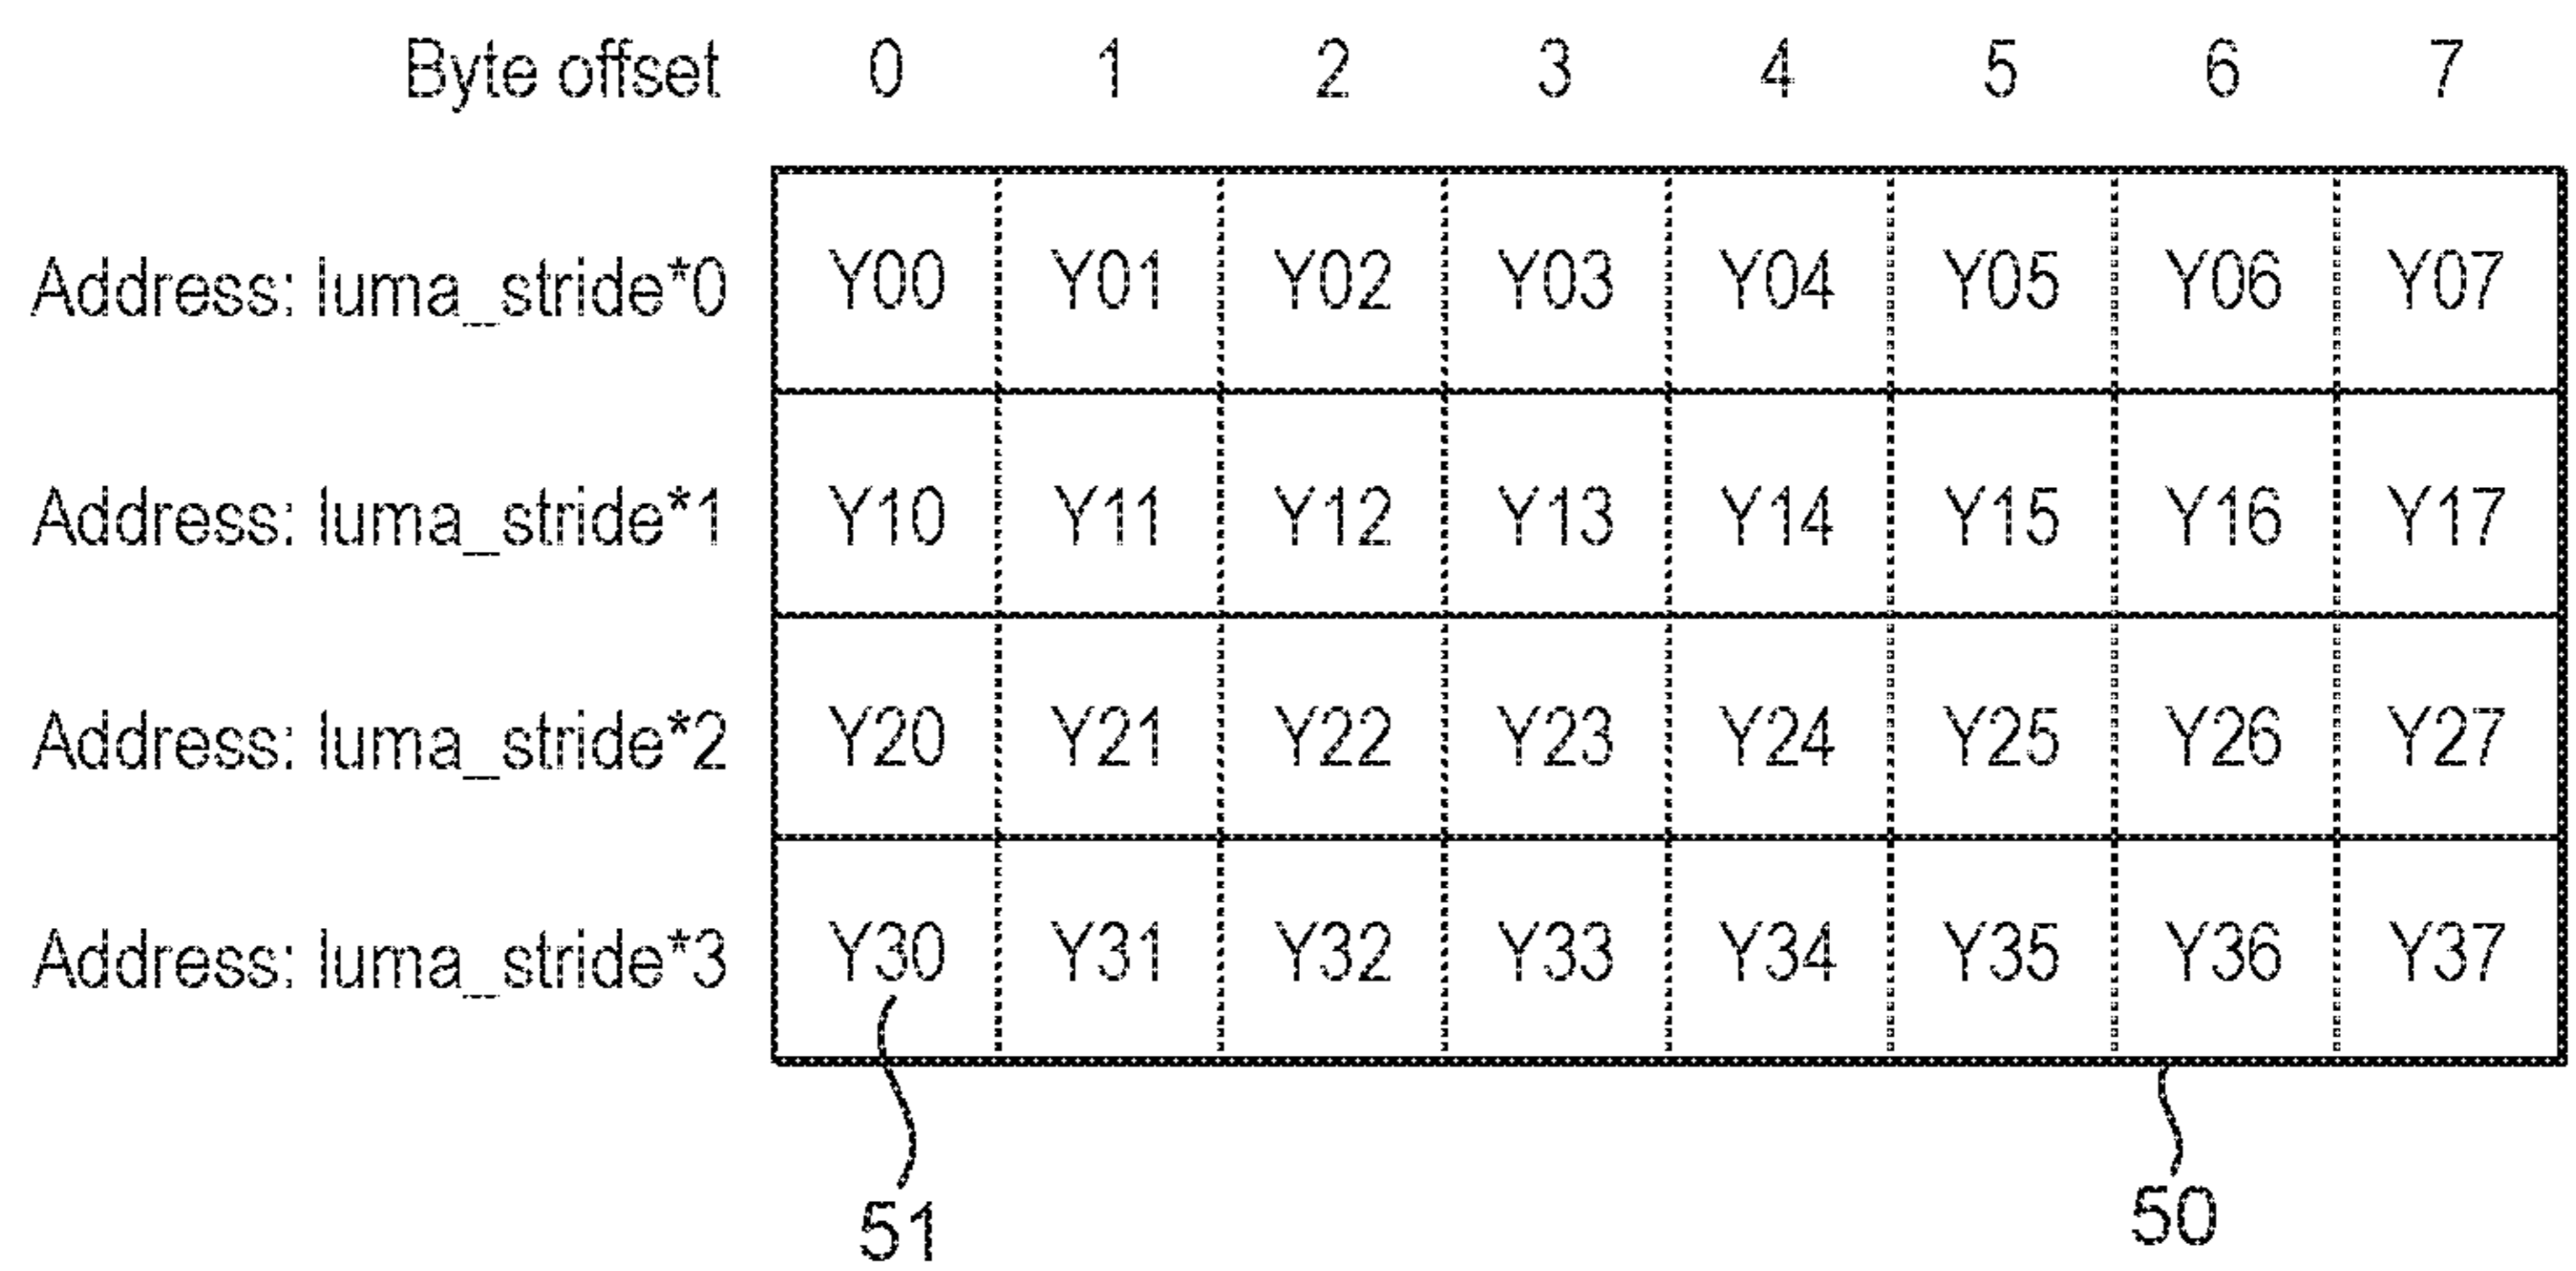 Byte offset 0 1 2 3 4 5 6 7
Address: luma_stride*0 Y00 Y01 Y02 Y03 Y04 Y05 Y06 Y07
Address: luma_stride*1 Y10 Y11 Y12 Y13 Y14 Y15 Y16 Y17
Address: luma_stride*2 Y20 Y21 Y22 Y23 Y24 Y25 Y26 Y27
Address: luma_stride*3 Y30 Y31 Y32 Y33 Y34 Y35 Y36 Y37
51 50